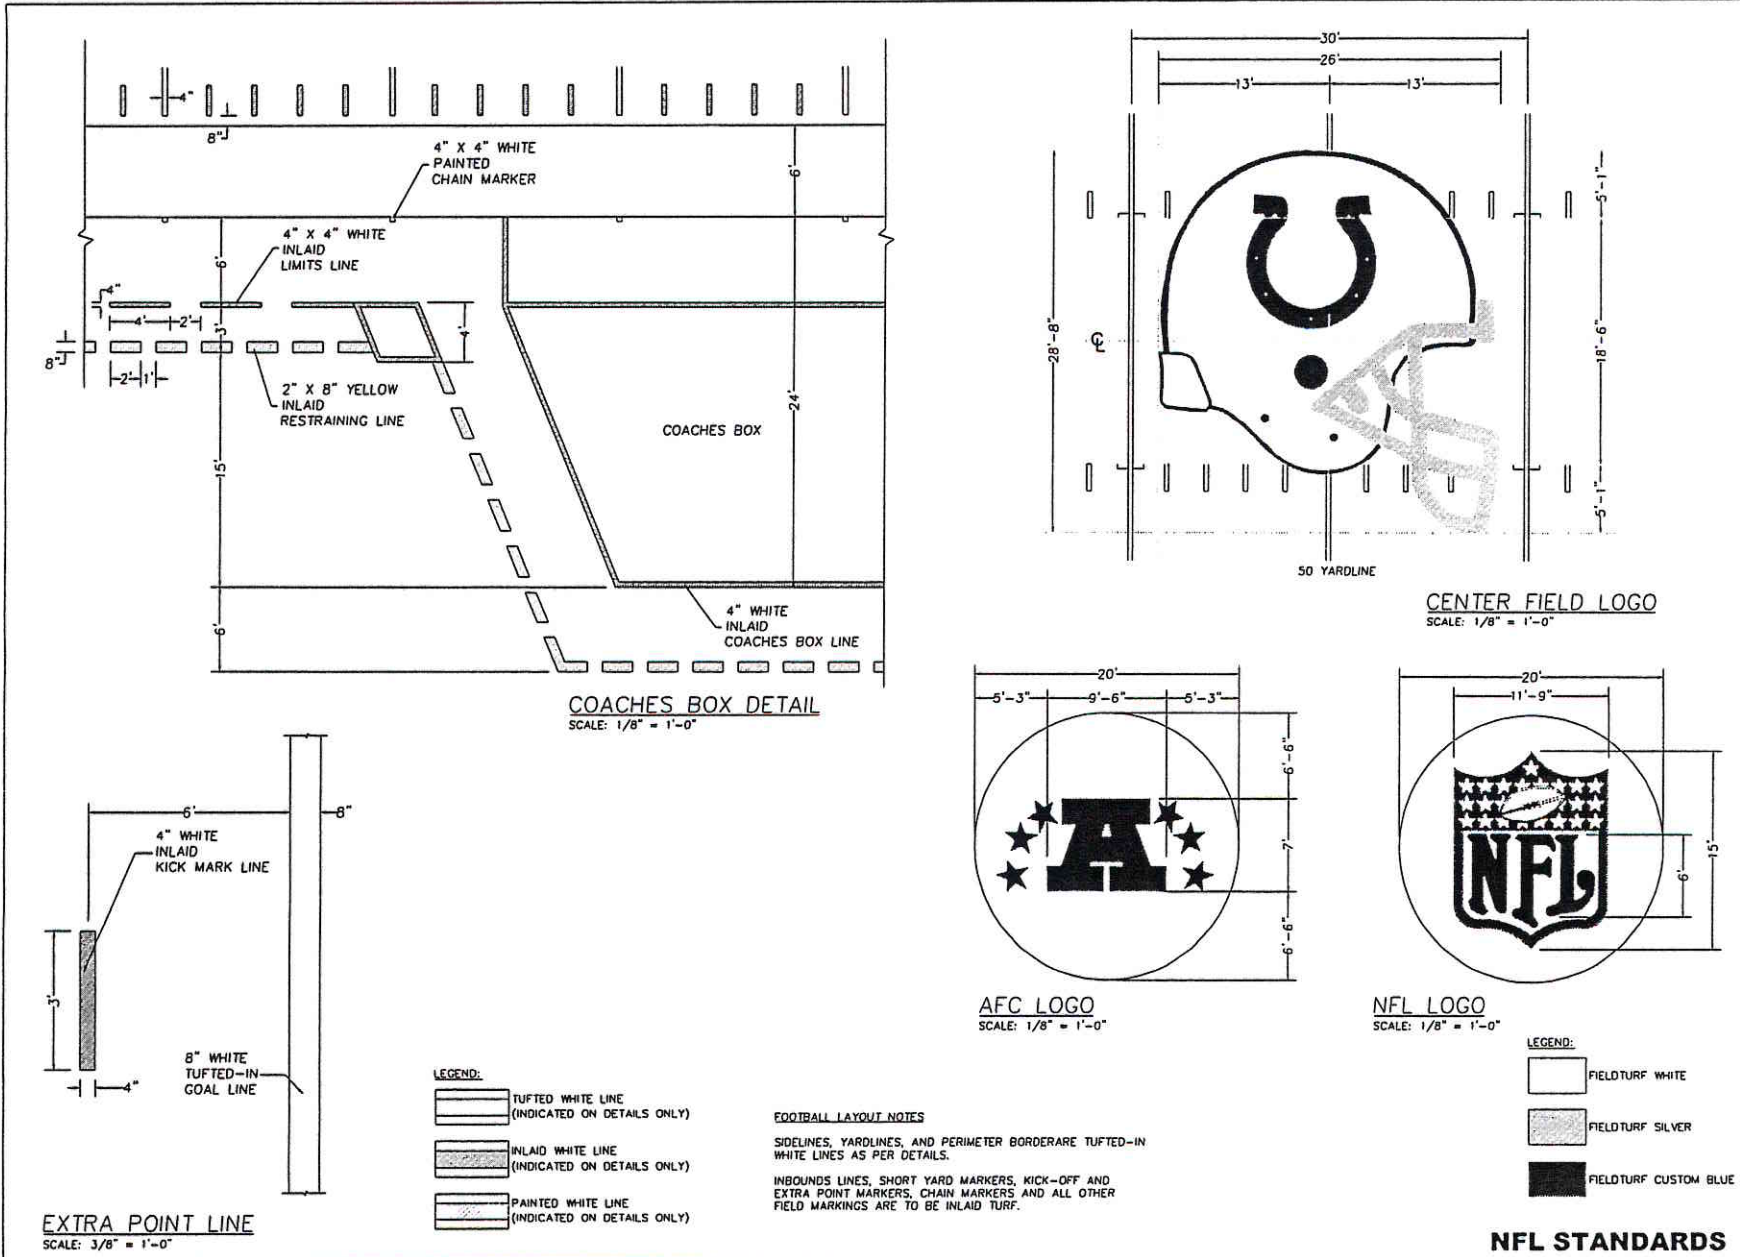 4"
8"
4" X 4" WHITE
PAINTED
CHAIN MARKER
6'
4" X 4" WHITE
INLAID
LIMITS LINE
6'
4"
4'
2'
3'
4'
8"
2'
1'
2" X 8" YELLOW
INLAID
RESTRAINING LINE
24'
COACHES BOX
15'
4" WHITE
INLAID
COACHES BOX LINE
6'
COACHES BOX DETAIL
SCALE: 1/8" = 1'-0"
30'
26'
13'
13'
5'-1"
28'-8"
18'-6"
5'-1"
50 YARDLINE
CENTER FIELD LOGO
SCALE: 1/8" = 1'-0"
6'
8"
4" WHITE
INLAID
KICK MARK LINE
3'
4"
8" WHITE
TUFTED-IN
GOAL LINE
EXTRA POINT LINE
SCALE: 3/8" = 1'-0"
20'
5'-3"
9'-6"
5'-3"
6'-6"
A
7'
6'-6"
AFC LOGO
SCALE: 1/8" = 1'-0"
20'
11'-9"
NFL
6'
15'
NFL LOGO
SCALE: 1/8" = 1'-0"
LEGEND:
TUFTED WHITE LINE
(INDICATED ON DETAILS ONLY)
INLAID WHITE LINE
(INDICATED ON DETAILS ONLY)
PAINTED WHITE LINE
(INDICATED ON DETAILS ONLY)
FOOTBALL LAYOUT NOTES
SIDELINES, YARDLINES, AND PERIMETER BORDERARE TUFTED-IN
WHITE LINES AS PER DETAILS.
INBOUNDS LINES, SHORT YARD MARKERS, KICK-OFF AND
EXTRA POINT MARKERS, CHAIN MARKERS AND ALL OTHER
FIELD MARKINGS ARE TO BE INLAID TURF.
LEGEND:
FIELDTURF WHITE
FIELDTURF SILVER
FIELDTURF CUSTOM BLUE
NFL STANDARDS